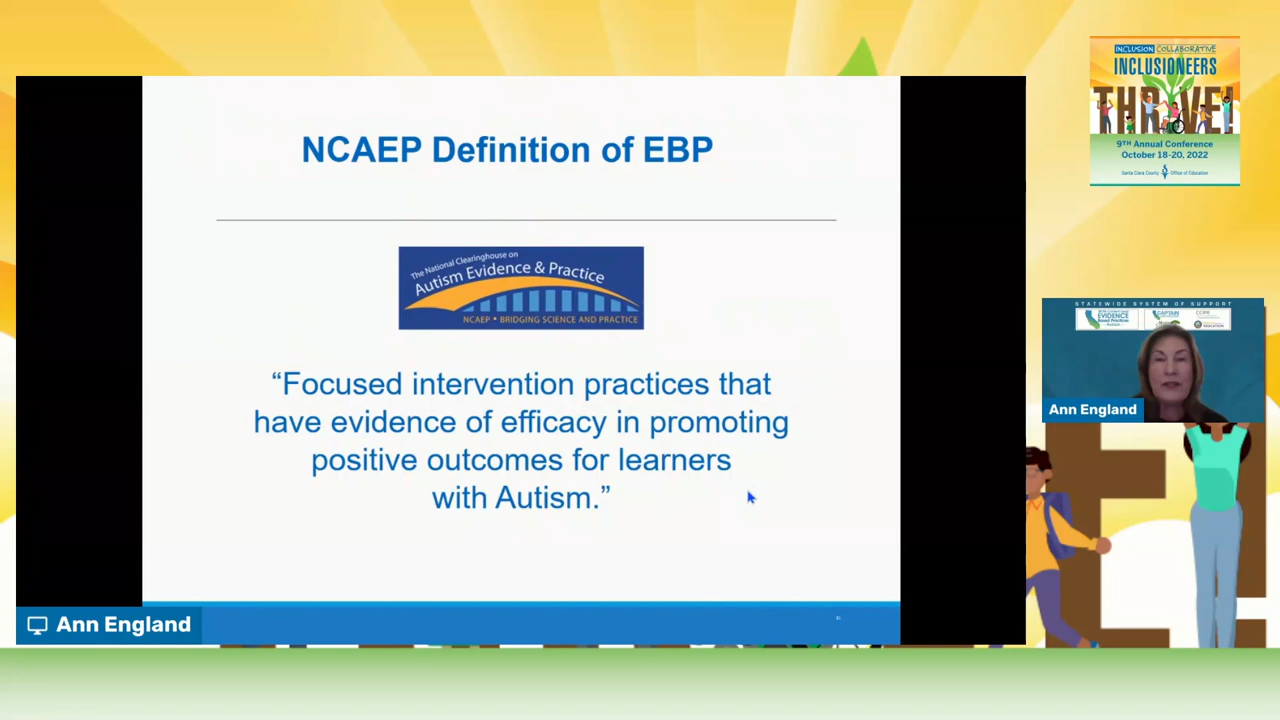 NCAEP Definition of EBP
The National Clearinghouse on
Autism Evidence & Practice
NCAEP • BRIDGING SCIENCE AND PRACTICE
“Focused intervention practices that
have evidence of efficacy in promoting
positive outcomes for learners
with Autism.”
Ann England
INCLUSION COLLABORATIVE
INCLUSIONEERS
THRIVE!
9TH Annual Conference
October 18-20, 2022
Santa Clara County Office of Education
STATEWIDE SYSTEM OF SUPPORT
EVIDENCE
CAPTAIN
Ann England